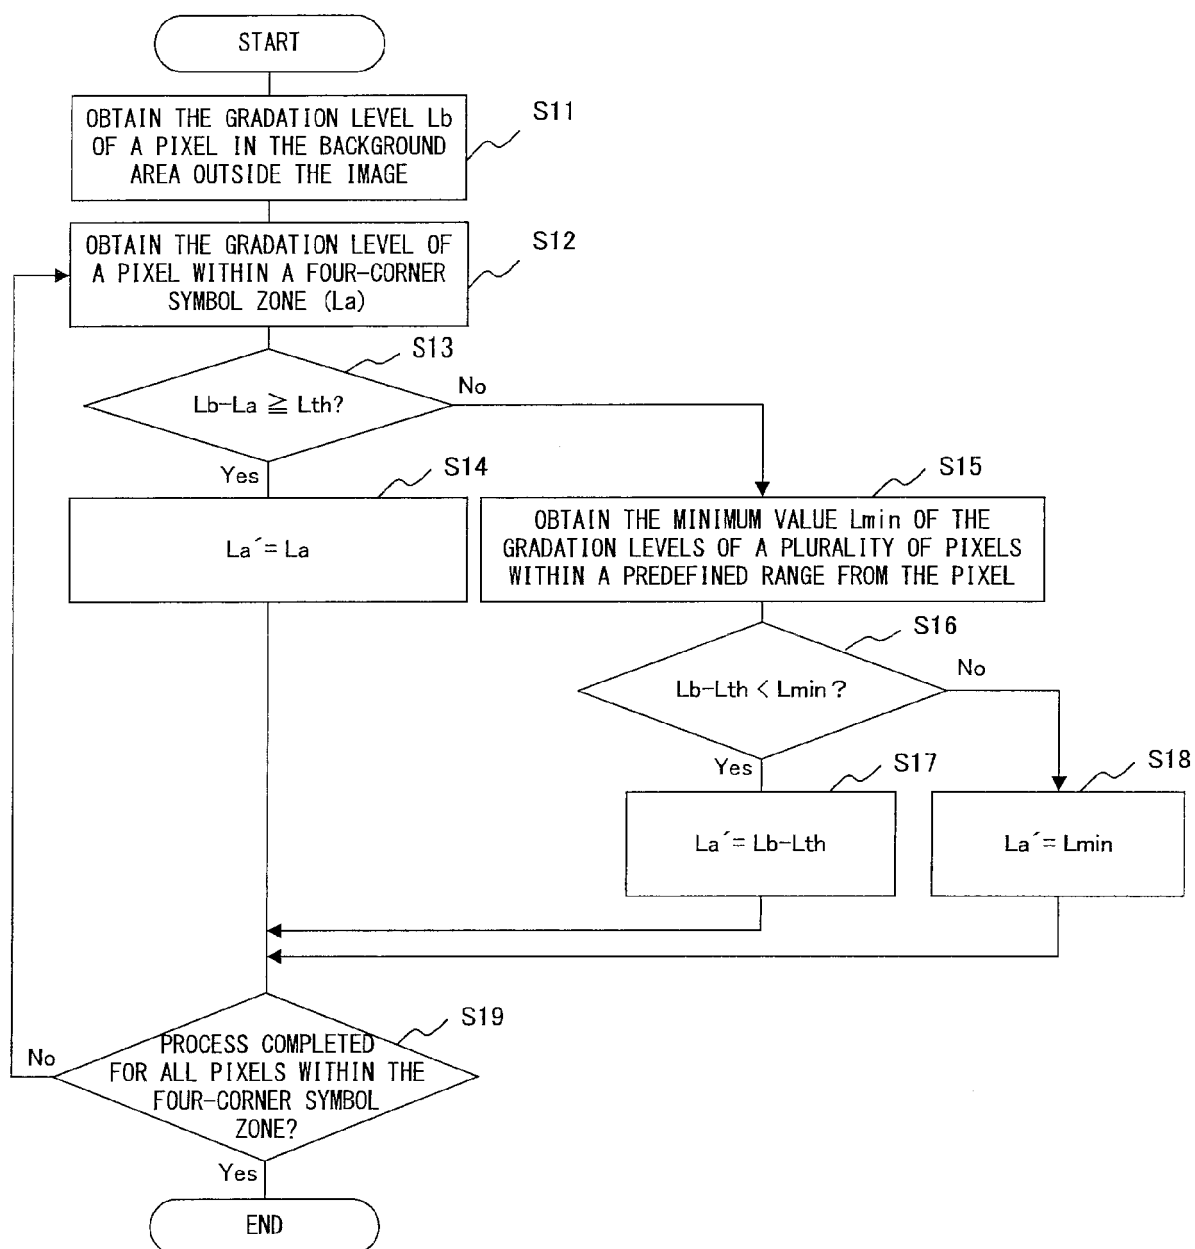 START
S11
OBTAIN THE GRADATION LEVEL Lb
OF A PIXEL IN THE BACKGROUND
AREA OUTSIDE THE IMAGE
S12
OBTAIN THE GRADATION LEVEL OF
A PIXEL WITHIN A FOUR-CORNER
SYMBOL ZONE (La)
S13
Lb-La ≧ Lth?
No
Yes
S14
La´= La
S15
OBTAIN THE MINIMUM VALUE Lmin OF THE
GRADATION LEVELS OF A PLURALITY OF PIXELS
WITHIN A PREDEFINED RANGE FROM THE PIXEL
S16
Lb-Lth < Lmin?
No
Yes
S17
La´= Lb-Lth
S18
La´= Lmin
S19
PROCESS COMPLETED
FOR ALL PIXELS WITHIN THE
FOUR-CORNER SYMBOL
ZONE?
No
Yes
END